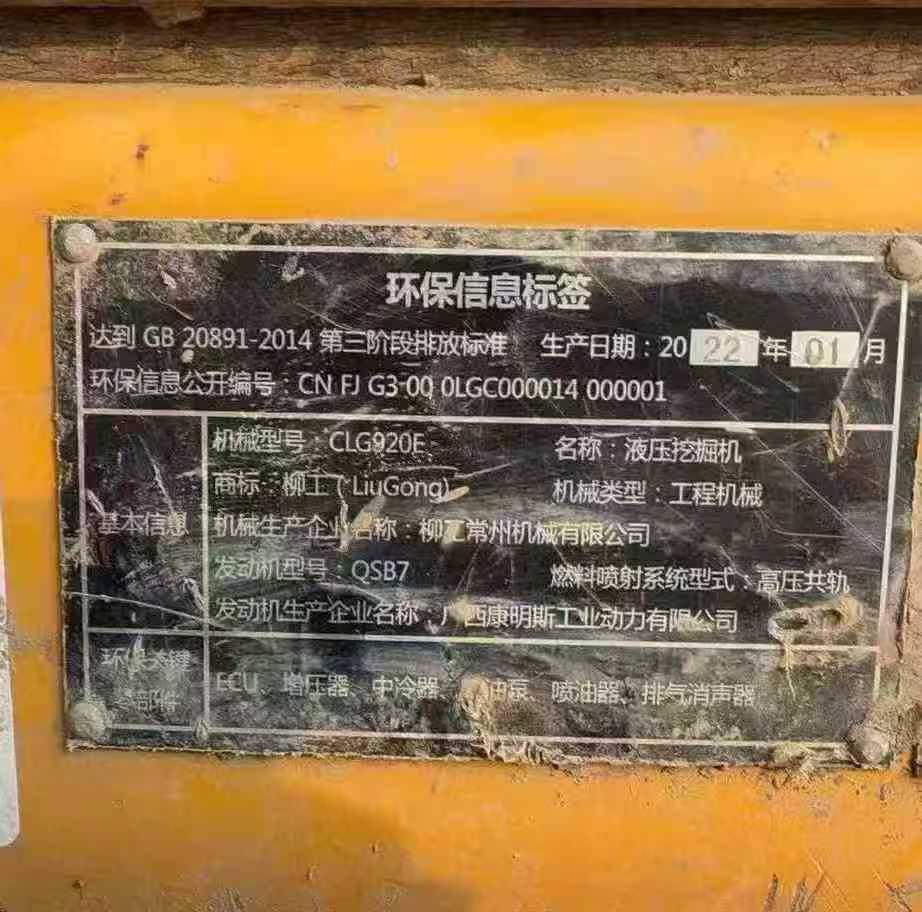 环保信息标签
达到 GB 20891-2014 第三阶段排放标准 生产日期：2022年01月
环保信息公开编号：CN FJ G3 00 0LGC000014 000001
基本信息
机械型号：CLG920E 名称：液压挖掘机
商标：柳工（LiuGong) 机械类型：工程机械
机械生产企业名称：柳工常州机械有限公司
发动机型号：QSB7 燃料喷射系统型式：高压共轨
发动机生产企业名称：广西康明斯工业动力有限公司
环保关键
部件
ECU、增压器、中冷器、油泵、喷油器、排气消声器